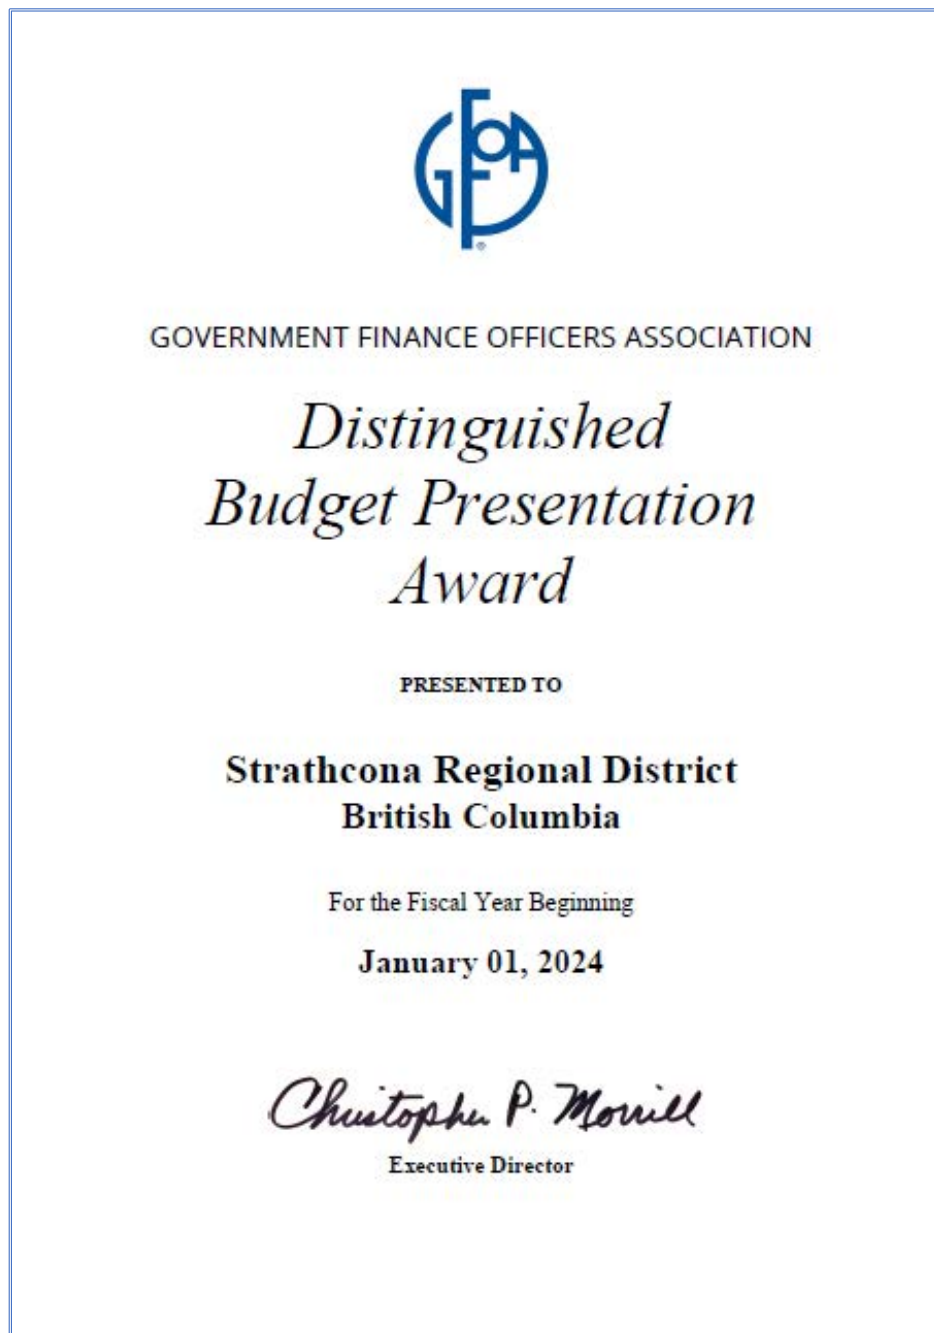 GFOA
®
GOVERNMENT FINANCE OFFICERS ASSOCIATION
Distinguished
Budget Presentation
Award
PRESENTED TO
Strathcona Regional District
British Columbia
For the Fiscal Year Beginning
January 01, 2024
Christopher P. Morrill
Executive Director